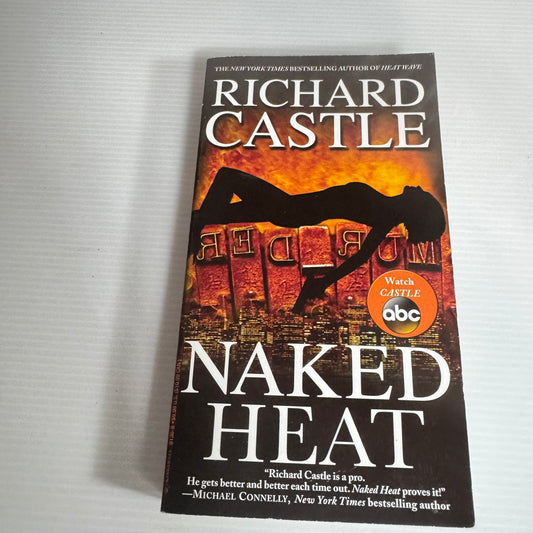 THE NEW YORK TIMES BESTSELLING AUTHOR OF HEAT WAVE
RICHARD
CASTLE
MURDER
Watch
CASTLE
abc
NAKED
HEAT
"Richard Castle is a pro.
He gets better and better each time out. Naked Heat proves it!"
—MICHAEL CONNELLY, New York Times bestselling author